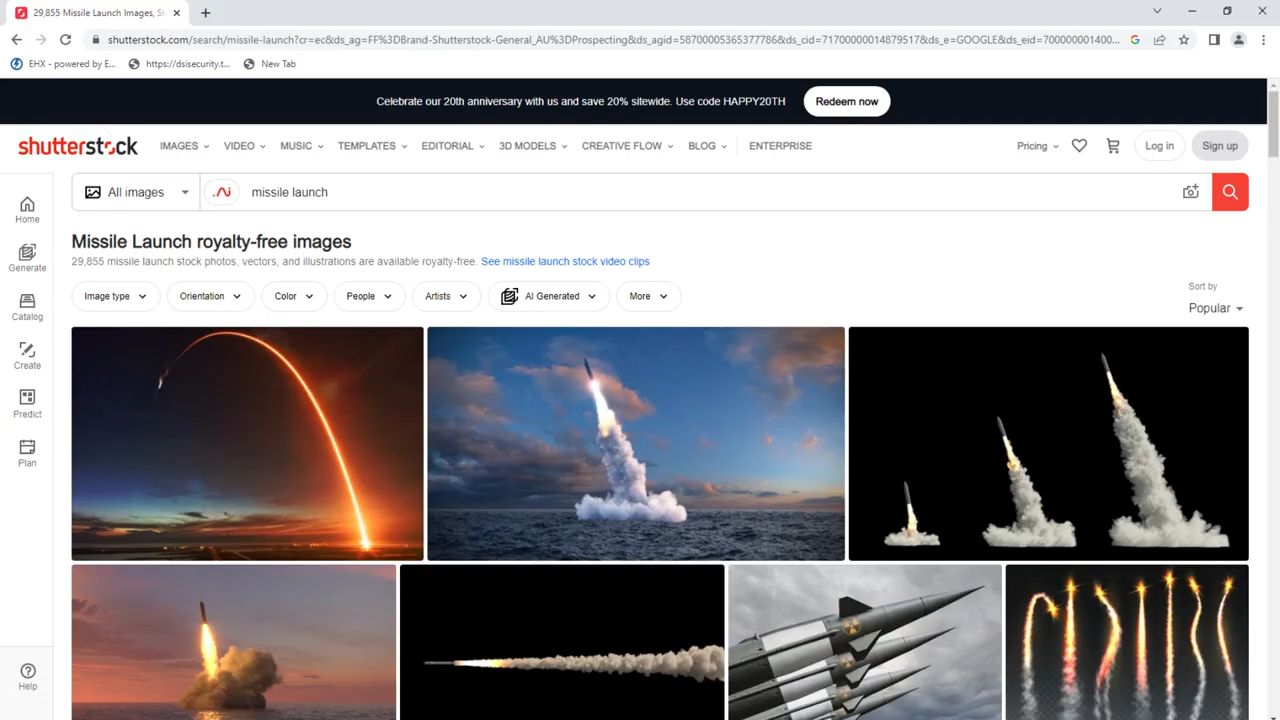 29,855 Missile Launch Images, St
shutterstock.com/search/missile-launch?cr=ec&ds_ag=FF%3DBrand-Shutterstock-General_AU%3DProspecting&ds_agid=58700005365377786&ds_cid=71700000014879517&ds_e=GOOGLE&ds_eid=700000001400...
EHX - powered by E...
https://dsisecurity.t...
New Tab
Celebrate our 20th anniversary with us and save 20% sitewide. Use code HAPPY20TH
Redeem now
shutterstock
IMAGES VIDEO MUSIC TEMPLATES EDITORIAL 3D MODELS CREATIVE FLOW BLOG ENTERPRISE
Pricing
Log in
Sign up
All images
missile launch
Home
Generate
Catalog
Create
Predict
Plan
Help
Missile Launch royalty-free images
29,855 missile launch stock photos, vectors, and illustrations are available royalty-free. See missile launch stock video clips
Image type Orientation Color People Artists AI Generated More
Sort by
Popular